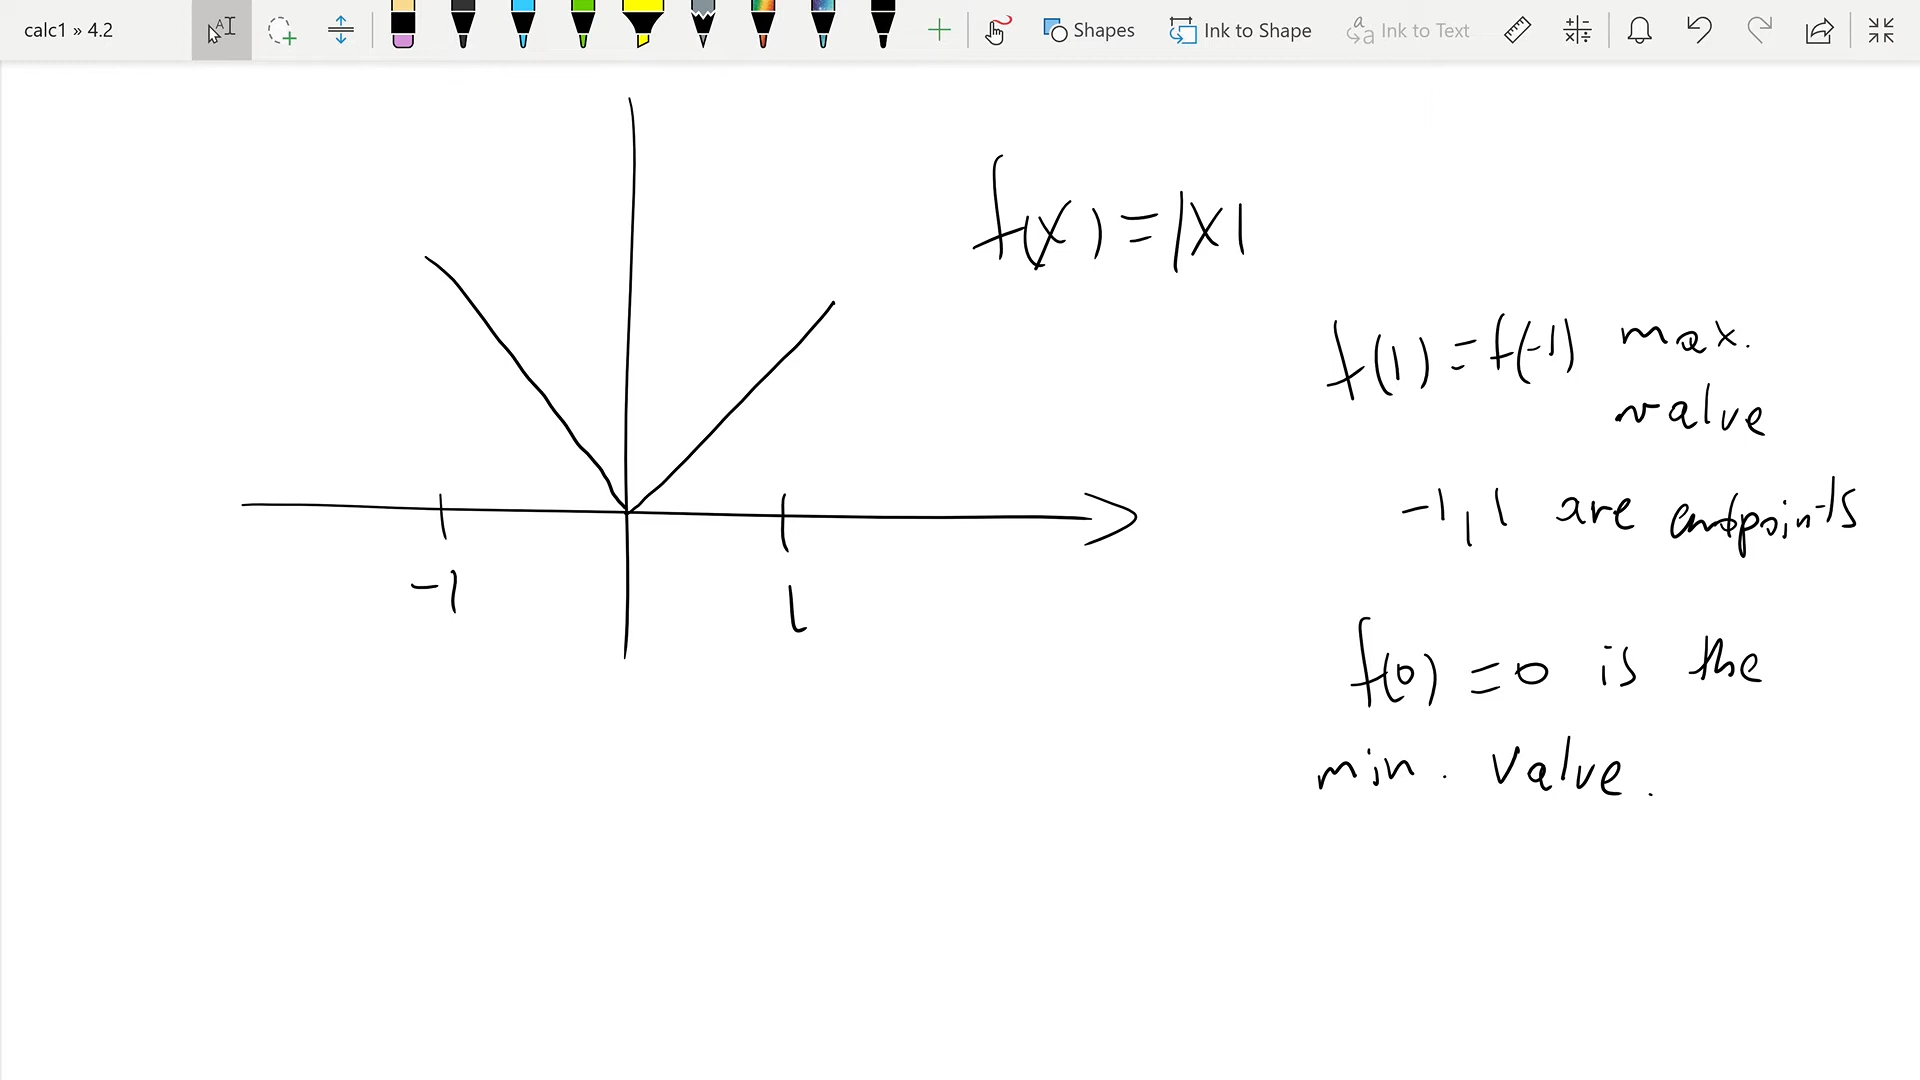 calc1 » 4.2
Shapes
Ink to Shape
Ink to Text
f(x) = |x|
f(1) = f(-1) max.
value
-1, 1 are endpoints
-1
1
f(0) = 0 is the
min. value.